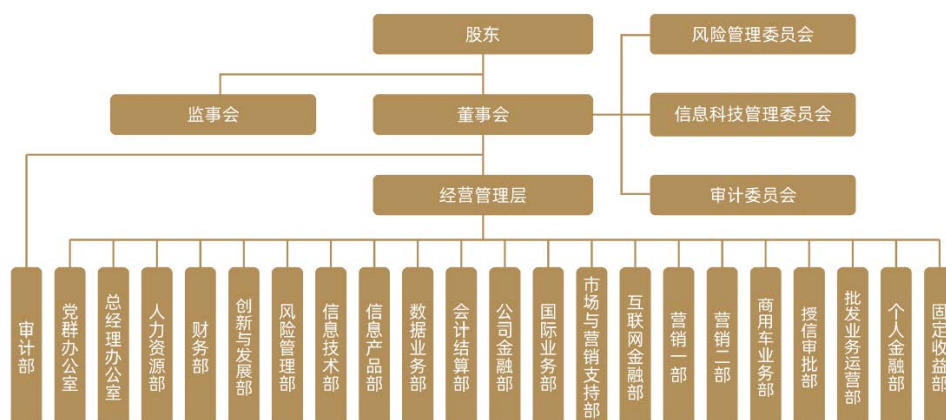 股东
风险管理委员会
监事会
董事会
信息科技管理委员会
经营管理层
审计委员会
审计部
党群办公室
总经理办公室
人力资源部
财务部
创新与发展部
风险管理部
信息技术部
信息产品部
数据业务部
会计结算部
公司金融部
国际业务部
市场与营销支持部
互联网金融部
营销一部
营销二部
商用车业务部
授信审批部
批发业务运营部
个人金融部
固定收益部